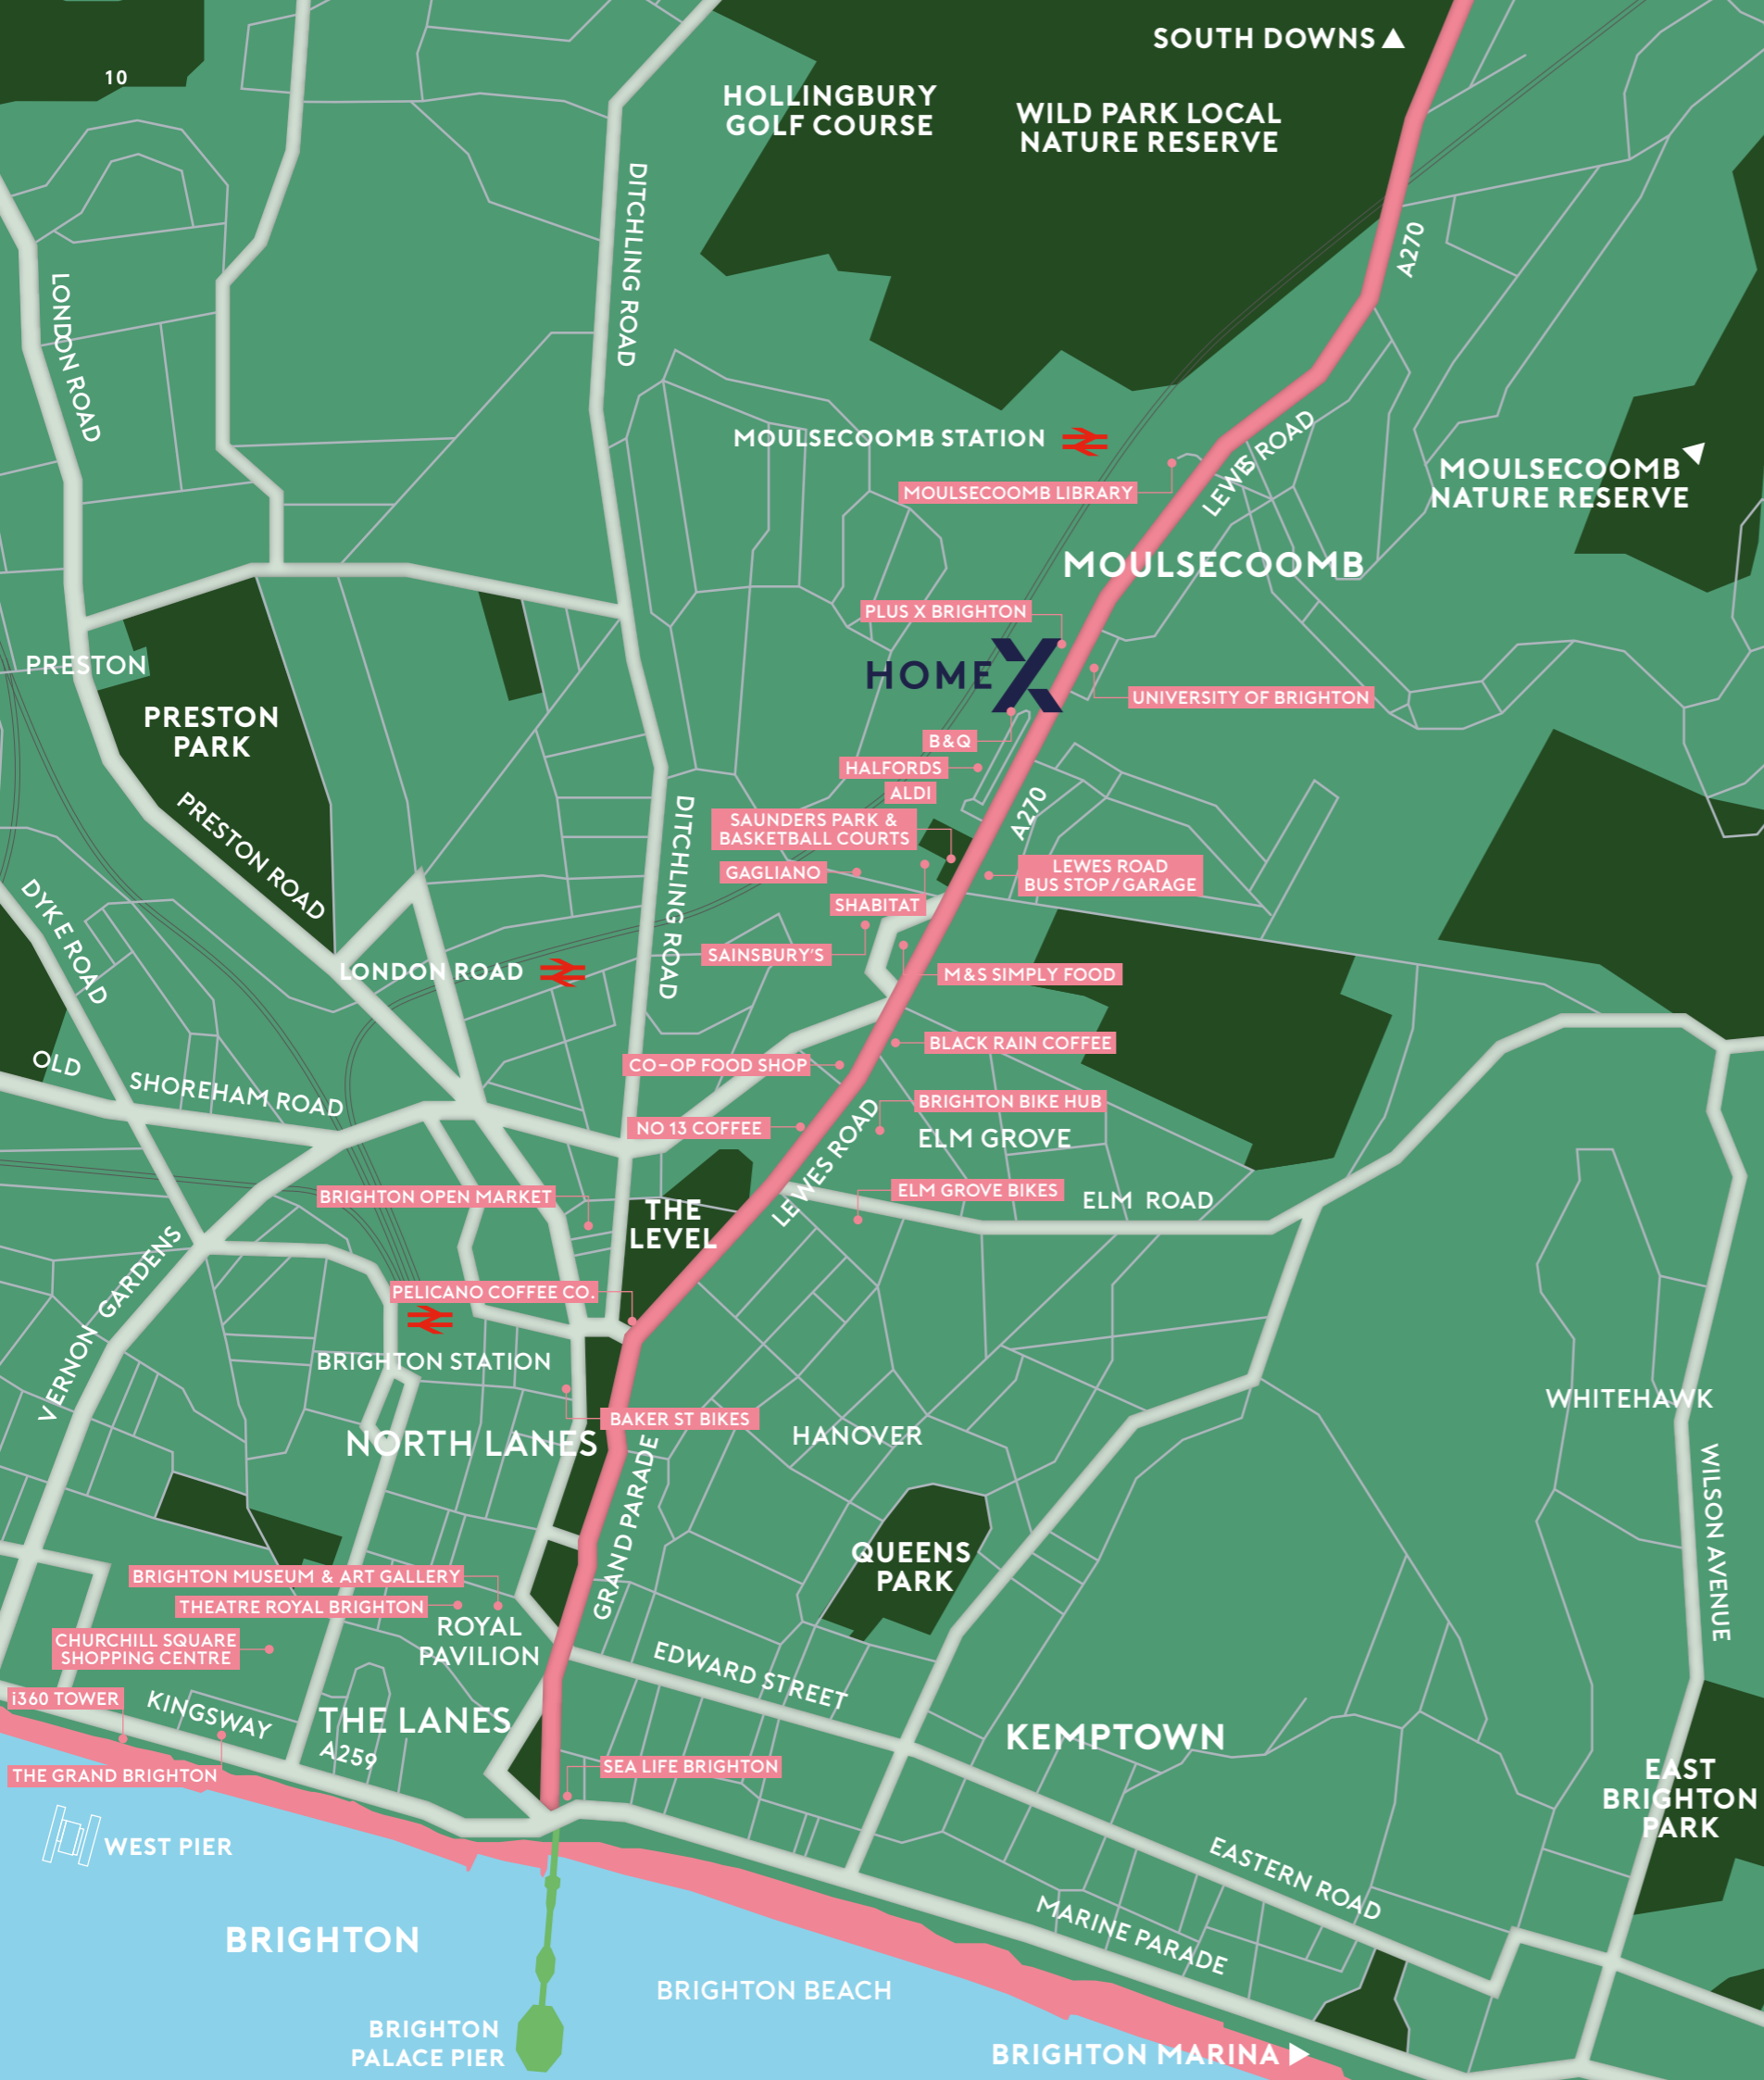 SOUTH DOWNS
10
HOLLINGBURY
GOLF COURSE
WILD PARK LOCAL
NATURE RESERVE
DITCHLING ROAD
A270
LONDON ROAD
MOULSECOOMB STATION
LEWES ROAD
MOULSECOOMB
NATURE RESERVE
MOULSECOOMB LIBRARY
MOULSECOOMB
PLUS X BRIGHTON
PRESTON
HOME X
UNIVERSITY OF BRIGHTON
PRESTON
PARK
B&Q
HALFORDS
ALDI
PRESTON ROAD
DITCHLING ROAD
A270
SAUNDERS PARK &
BASKETBALL COURTS
GAGLIANO
LEWES ROAD
BUS STOP/GARAGE
DYKE ROAD
SHABITAT
SAINSBURY'S
LONDON ROAD
M&S SIMPLY FOOD
BLACK RAIN COFFEE
OLD
SHOREHAM ROAD
CO-OP FOOD SHOP
BRIGHTON BIKE HUB
NO 13 COFFEE
LEWES ROAD
ELM GROVE
BRIGHTON OPEN MARKET
ELM GROVE BIKES
ELM ROAD
THE
LEVEL
VERNON GARDENS
PELICANO COFFEE CO.
BRIGHTON STATION
WHITEHAWK
BAKER ST BIKES
NORTH LANES
HANOVER
GRAND PARADE
WILSON AVENUE
QUEENS
PARK
BRIGHTON MUSEUM & ART GALLERY
THEATRE ROYAL BRIGHTON
ROYAL
PAVILION
CHURCHILL SQUARE
SHOPPING CENTRE
EDWARD STREET
i360 TOWER
KINGSWAY
THE LANES
A259
KEMPTOWN
THE GRAND BRIGHTON
SEA LIFE BRIGHTON
EAST
BRIGHTON
PARK
WEST PIER
EASTERN ROAD
MARINE PARADE
BRIGHTON
BRIGHTON BEACH
BRIGHTON
PALACE PIER
BRIGHTON MARINA